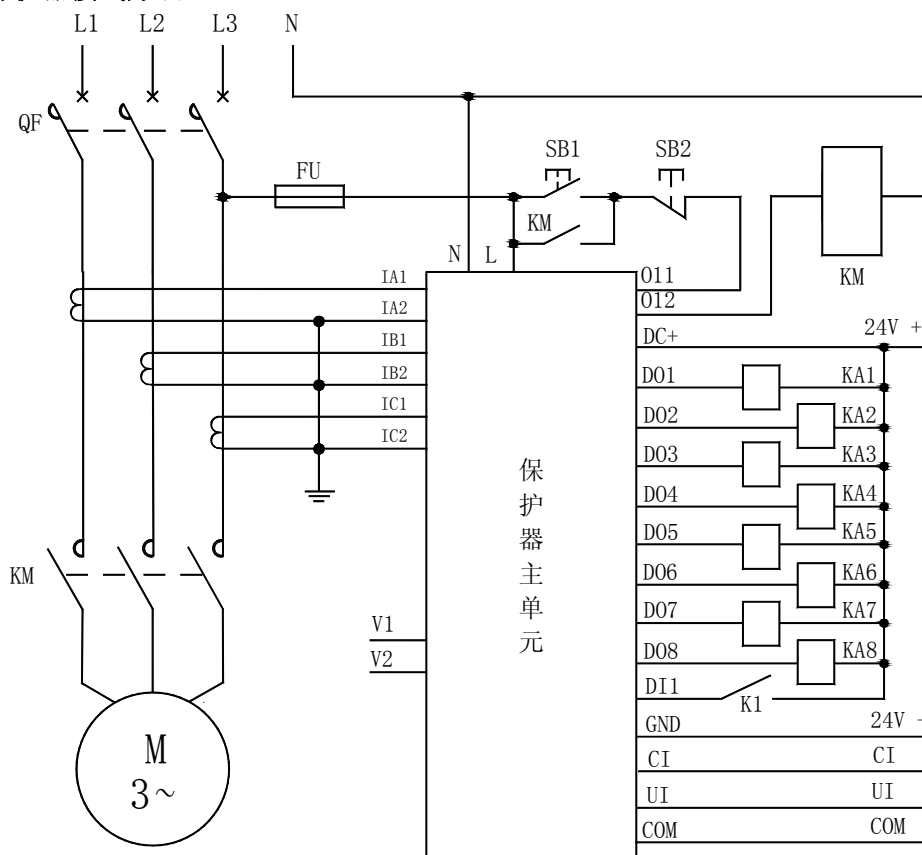 L1 L2 L3 N
QF
FU
SB1 SB2
KM
KM
N L
IA1
IA2
IB1
IB2
IC1
IC2
O11
O12
DC+ 24V +
DO1 KA1
DO2 KA2
DO3 KA3
DO4 KA4
DO5 KA5
DO6 KA6
DO7 KA7
DO8 KA8
DI1 K1
GND 24V -
CI CI
UI UI
COM COM
保护器主单元
KM
V1
V2
M
3~